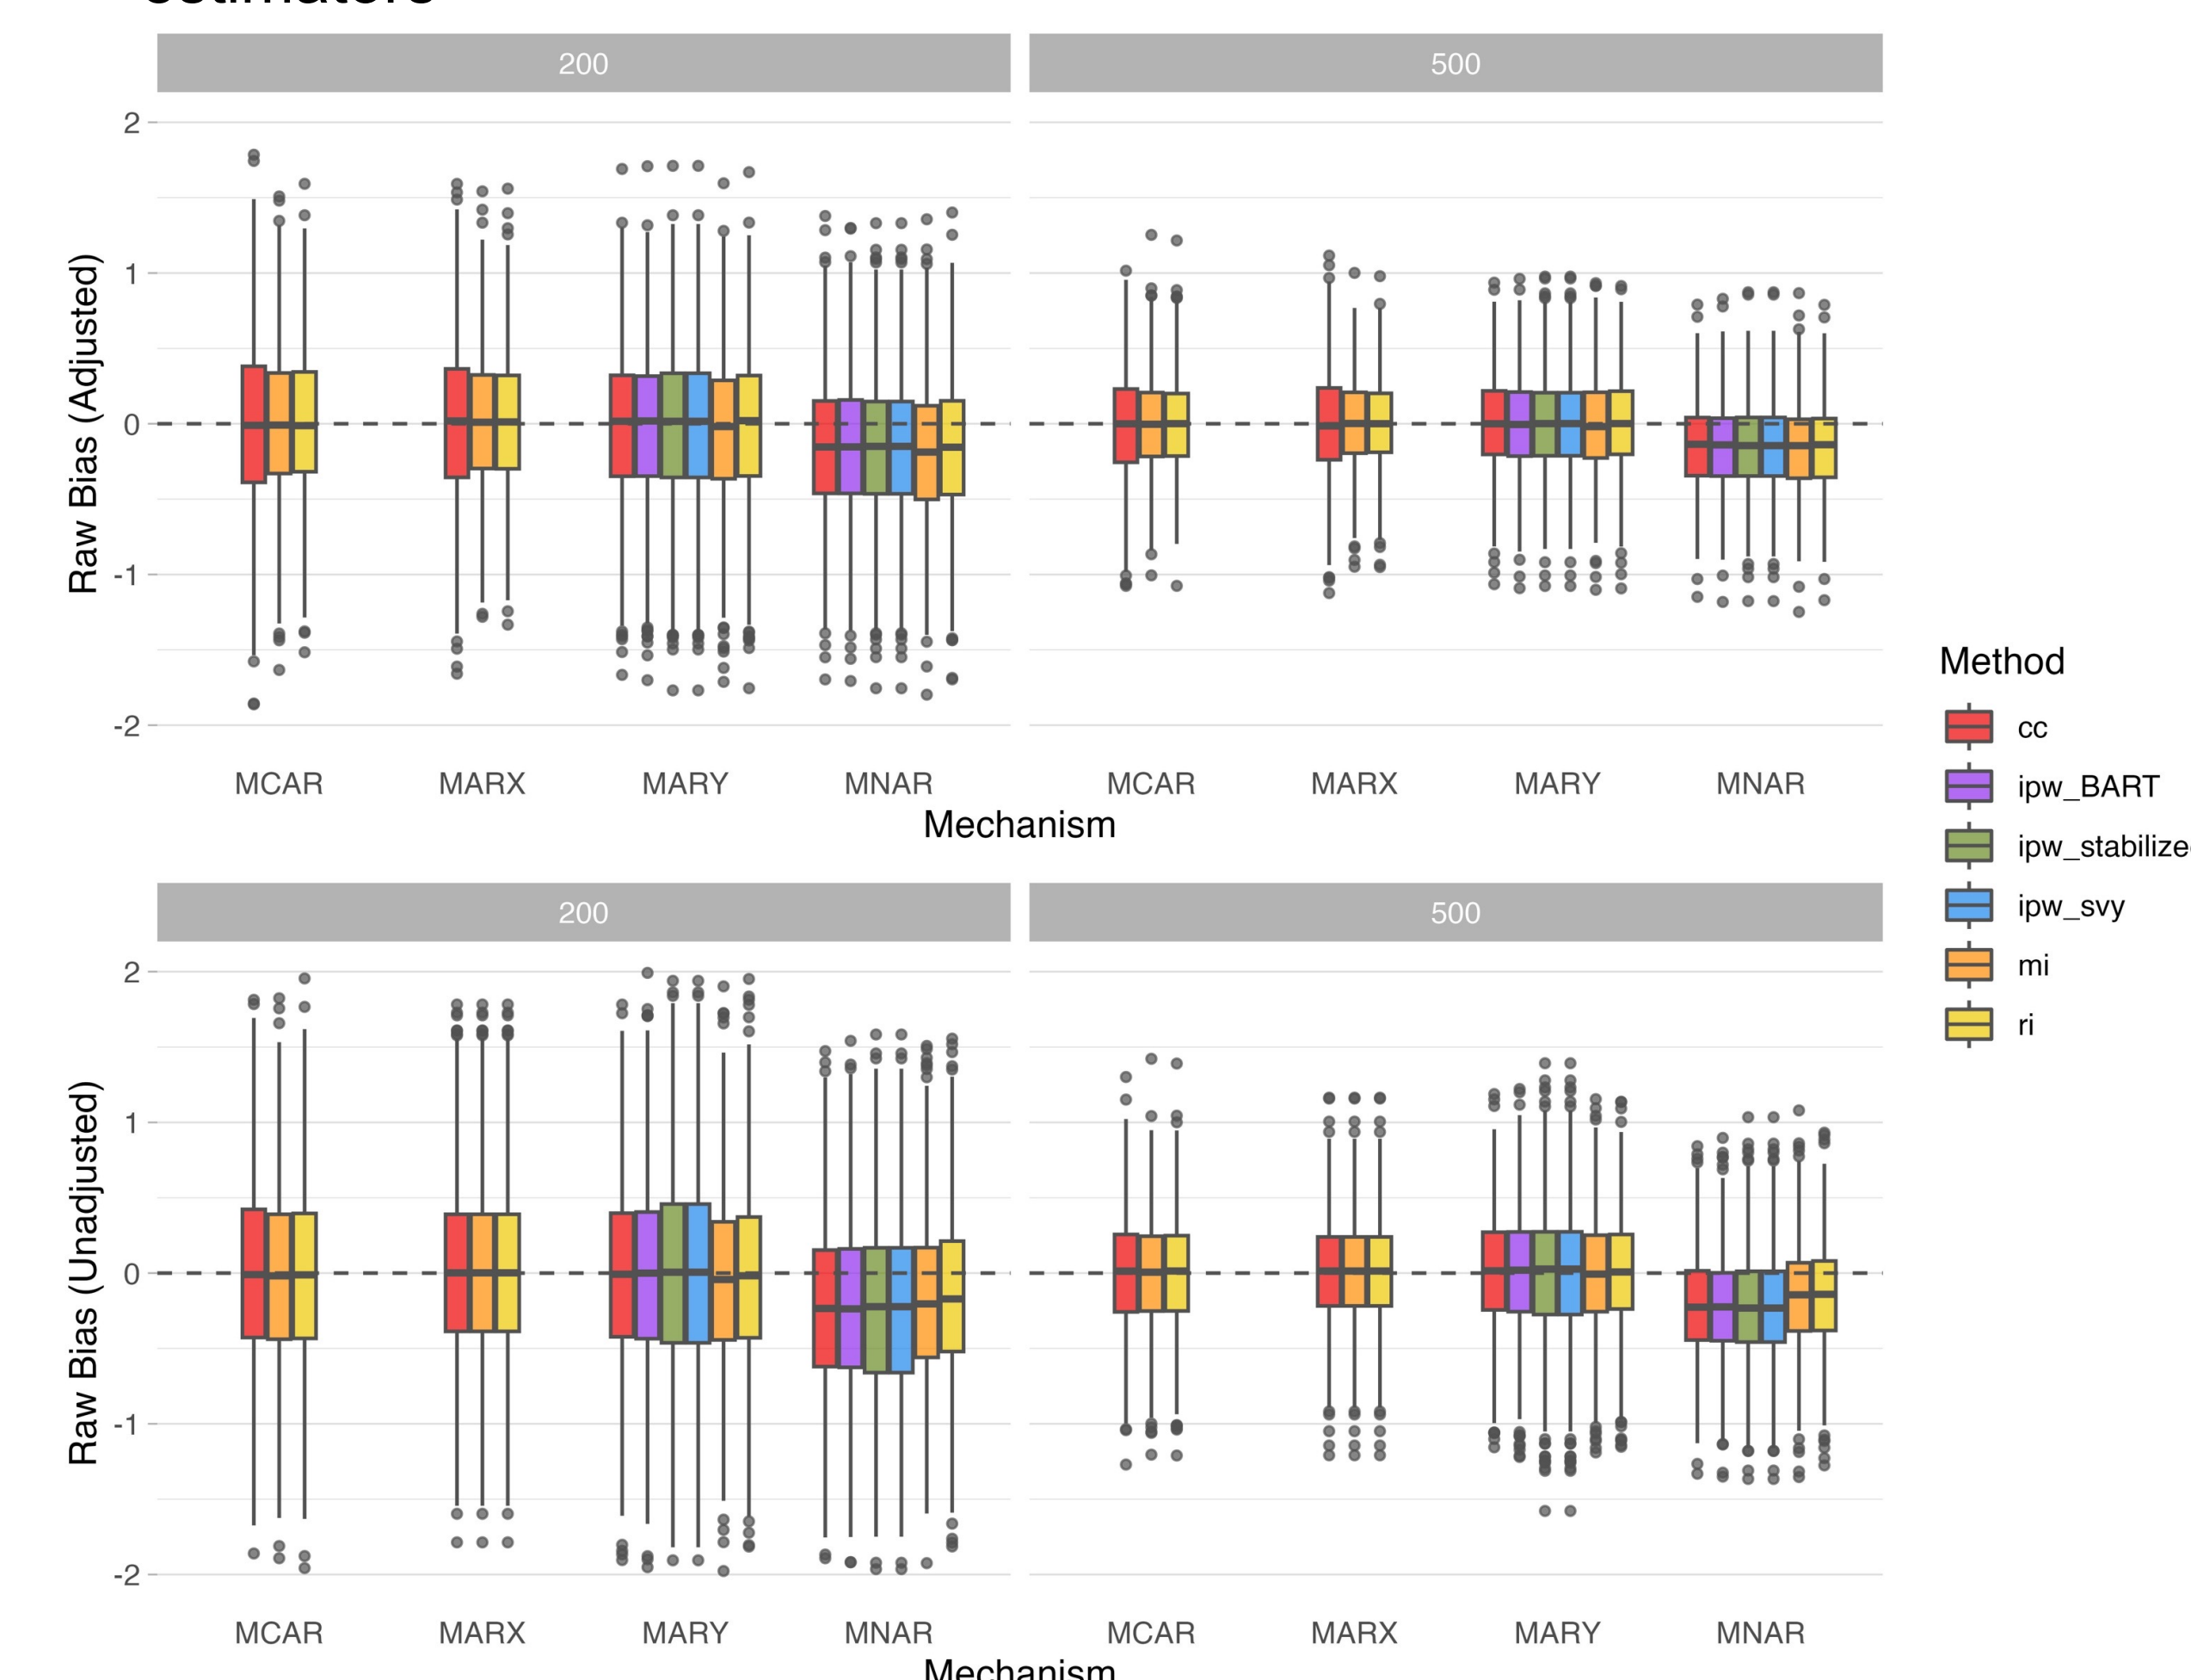 estimators
200 500
Raw Bias (Adjusted)
2
1
0
-1
-2
MCAR MARX MARY MNAR MCAR MARX MARY MNAR
Mechanism
200 500
Raw Bias (Unadjusted)
2
1
0
-1
-2
MCAR MARX MARY MNAR MCAR MARX MARY MNAR
Mechanism
Method
cc
ipw_BART
ipw_stabilize
ipw_svy
mi
ri